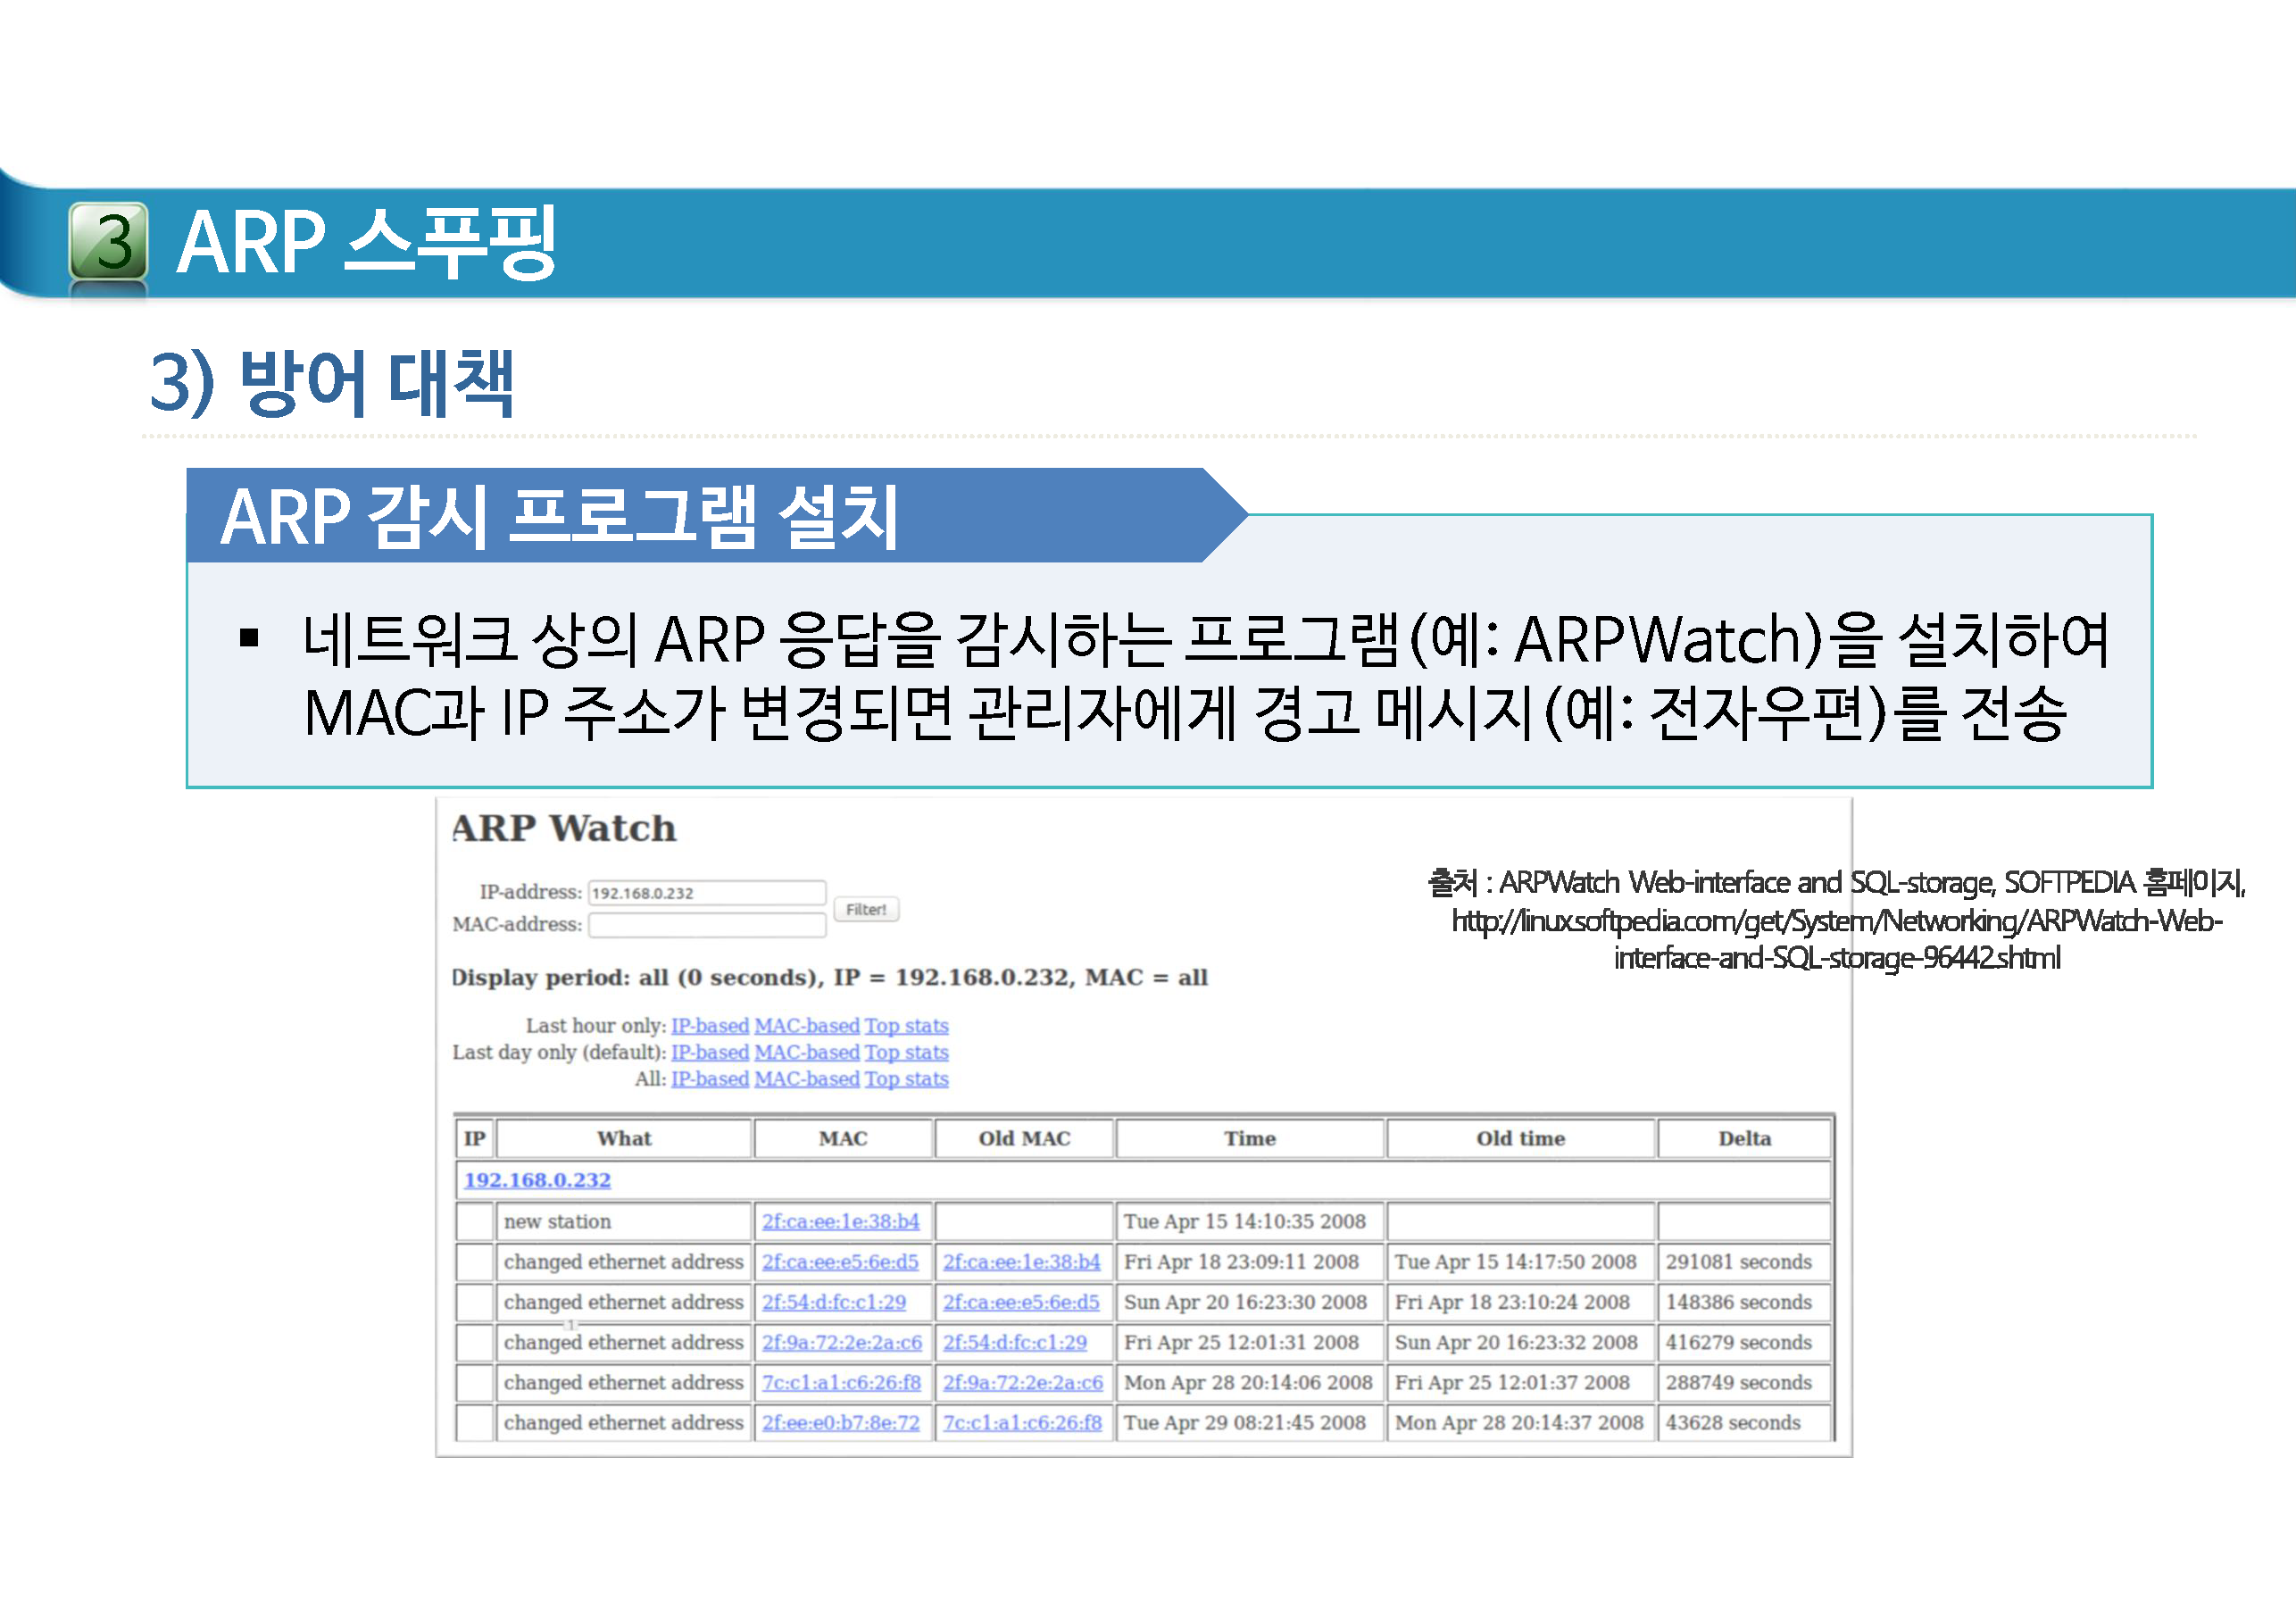 3 ARP 스푸핑
3) 방어 대책
ARP 감시 프로그램 설치
▪ 네트워크 상의 ARP 응답을 감시하는 프로그램(예: ARPWatch)을 설치하여
MAC과 IP 주소가 변경되면 관리자에게 경고 메시지(예: 전자우편)를 전송
ARP Watch
출처 : ARPWatch Web-interface and SQL-storage, SOFTPEDIA 홈페이지,
http://linux.softpedia.com/get/System/Networking/ARPWatch-Web-
interface-and-SQL-storage-96442.shtml
IP-address: 192.168.0.232
Filter!
MAC-address:
Display period: all (0 seconds), IP = 192.168.0.232, MAC = all
Last hour only: IP-based MAC-based Top stats
Last day only (default): IP-based MAC-based Top stats
All: IP-based MAC-based Top stats
IP What MAC Old MAC Time Old time Delta
192.168.0.232
new station 2f:ca:ee:1e:38:b4 Tue Apr 15 14:10:35 2008
changed ethernet address 2f:ca:ee:e5:6e:d5 2f:ca:ee:1e:38:b4 Fri Apr 18 23:09:11 2008 Tue Apr 15 14:17:50 2008 291081 seconds
changed ethernet address 2f:54:d:fc:c1:29 2f:ca:ee:e5:6e:d5 Sun Apr 20 16:23:30 2008 Fri Apr 18 23:10:24 2008 148386 seconds
1
changed ethernet address 2f:9a:72:2e:2a:c6 2f:54:d:fc:c1:29 Fri Apr 25 12:01:31 2008 Sun Apr 20 16:23:32 2008 416279 seconds
changed ethernet address 7c:c1:a1:c6:26:f8 2f:9a:72:2e:2a:c6 Mon Apr 28 20:14:06 2008 Fri Apr 25 12:01:37 2008 288749 seconds
changed ethernet address 2f:ee:e0:b7:8e:72 7c:c1:a1:c6:26:f8 Tue Apr 29 08:21:45 2008 Mon Apr 28 20:14:37 2008 43628 seconds